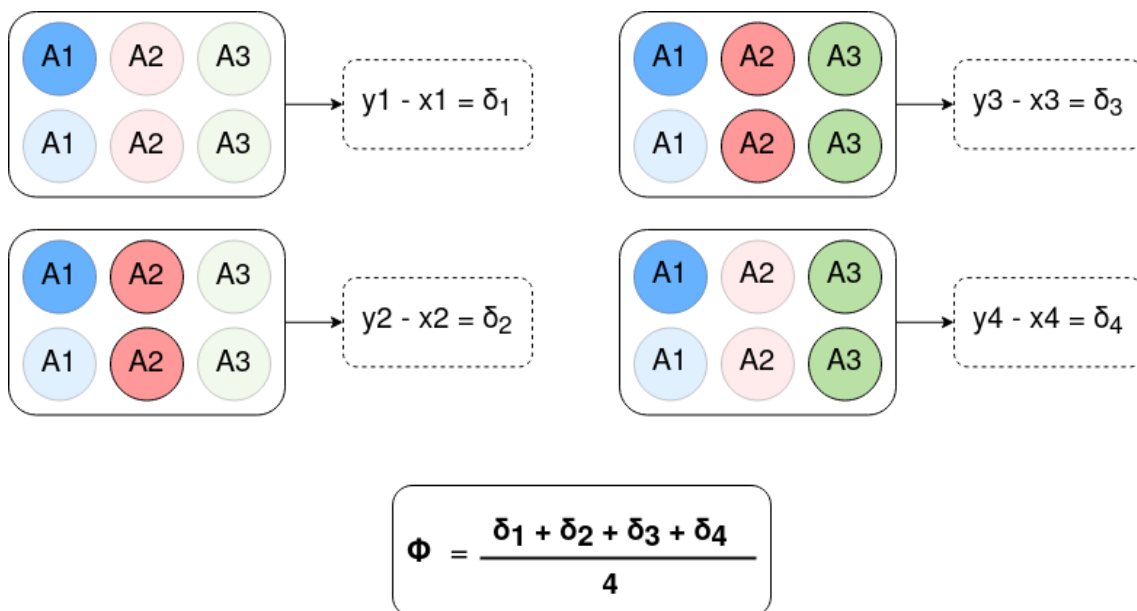 A1 A2 A3
A1 A2 A3
y1 - x1 = δ1
A1 A2 A3
A1 A2 A3
y3 - x3 = δ3
A1 A2 A3
A1 A2 A3
y2 - x2 = δ2
A1 A2 A3
A1 A2 A3
y4 - x4 = δ4
δ1 + δ2 + δ3 + δ4
Φ =
4